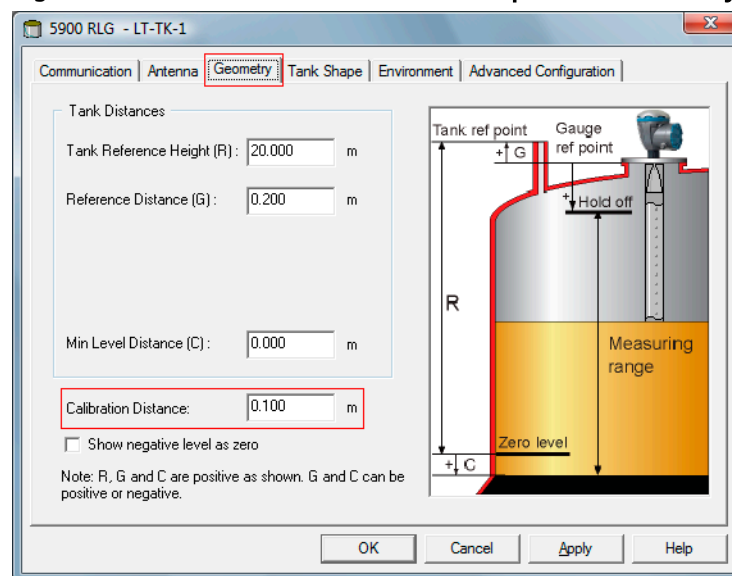 5900 RLG - LT-TK-1
Communication
Antenna
Geometry
Tank Shape
Environment
Advanced Configuration
Tank Distances
Tank Reference Height (R) : 20.000 m
Reference Distance (G) : 0.200 m
Min Level Distance (C) : 0.000 m
Calibration Distance: 0.100 m
Show negative level as zero
Note: R, G and C are positive as shown. G and C can be
positive or negative.
Tank ref point
Gauge
ref point
+ G
+ Hold off
R
Measuring
range
Zero level
+ C
OK
Cancel
Apply
Help